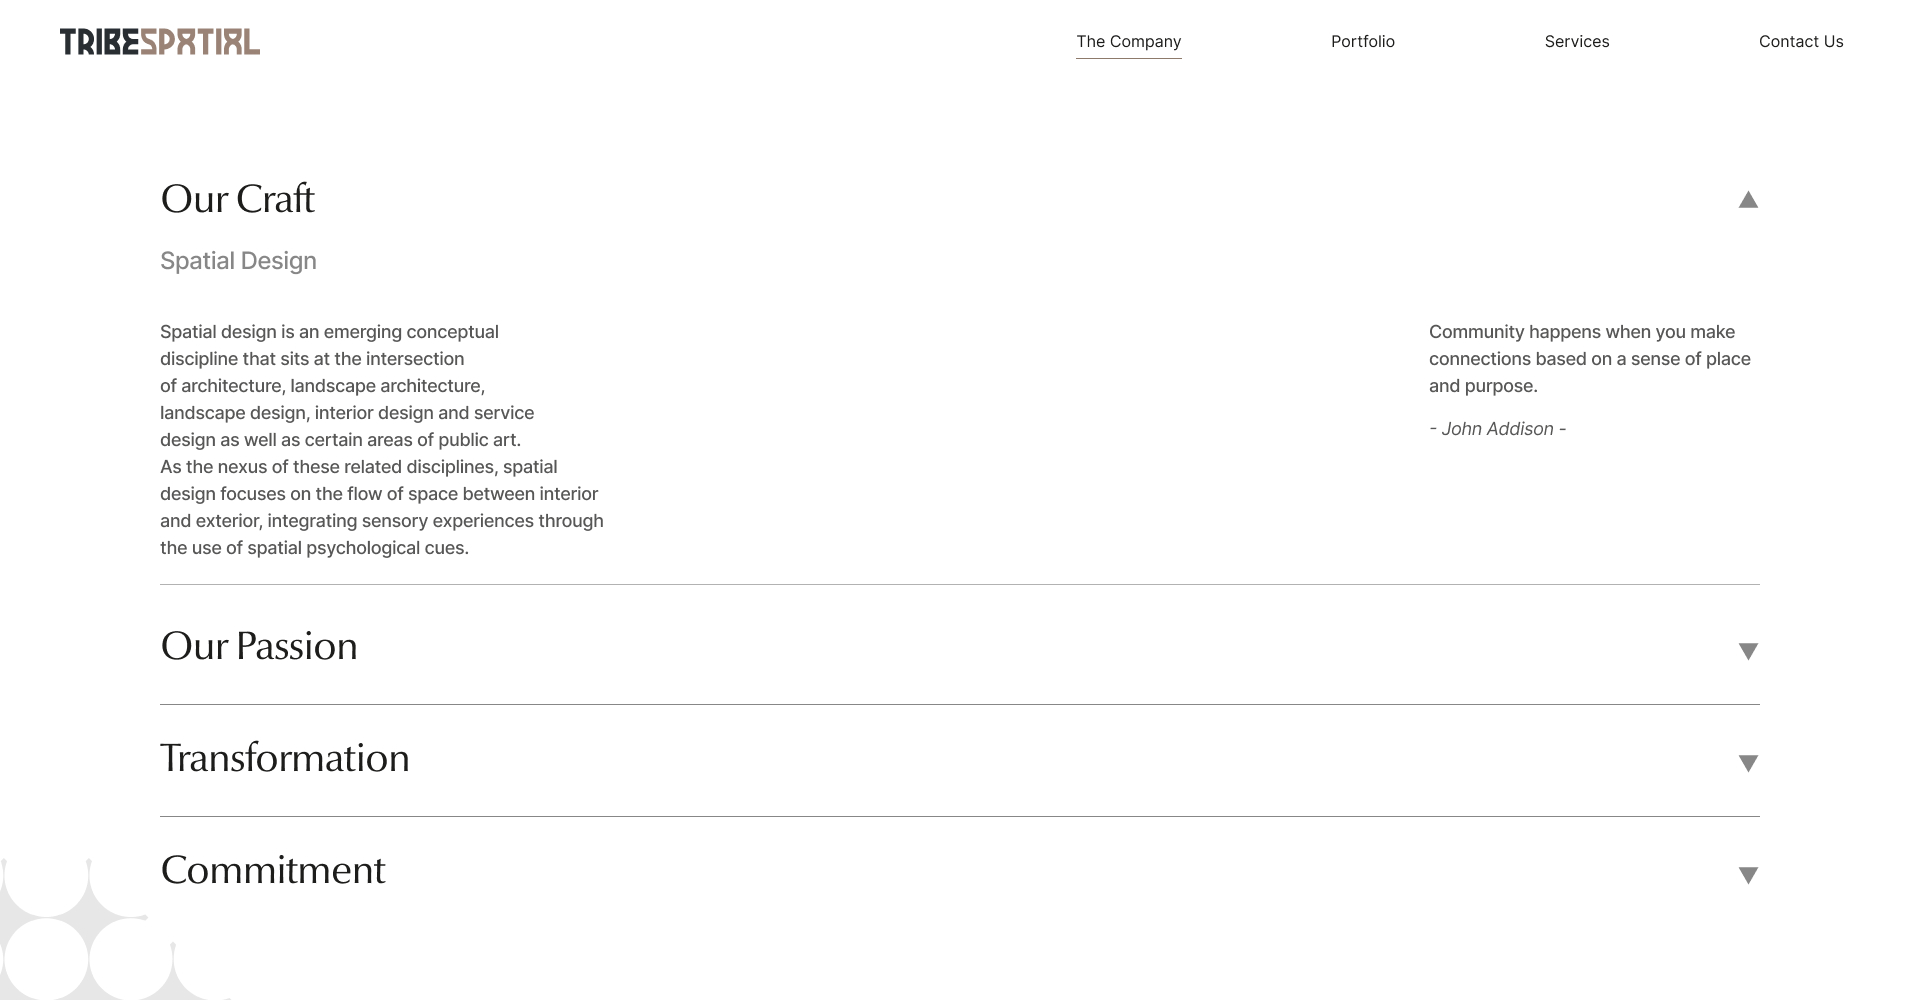 TRIBESPATIAL
The Company
Portfolio
Services
Contact Us
Our Craft
Spatial Design
Spatial design is an emerging conceptual
discipline that sits at the intersection
of architecture, landscape architecture,
landscape design, interior design and service
design as well as certain areas of public art.
As the nexus of these related disciplines, spatial
design focuses on the flow of space between interior
and exterior, integrating sensory experiences through
the use of spatial psychological cues.
Community happens when you make
connections based on a sense of place
and purpose.
- John Addison -
Our Passion
Transformation
Commitment